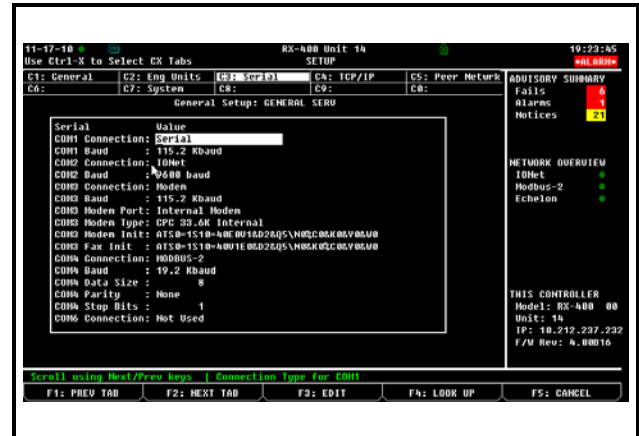 11-17-10 RX-400 Unit 14 19:23:45
Use Ctrl-X to Select CX Tabs SETUP *ALARM*
C1: General C2: Eng Units C3: Serial C4: TCP/IP C5: Peer Netwrk
C6: C7: System C8: C9: C0:
General Setup: GENERAL SERV
Serial Value
COM1 Connection: Serial
COM1 Baud : 115.2 Kbaud
COM2 Connection: IONet
COM2 Baud : 9600 baud
COM3 Connection: Modem
COM3 Baud : 115.2 Kbaud
COM3 Modem Port: Internal Modem
COM3 Modem Type: CPC 33.6K Internal
COM3 Modem Init:
COM3 Fax Init :
COM4 Connection: MODBUS-2
COM4 Baud : 19.2 Kbaud
COM4 Data Size : 8
COM4 Parity : None
COM4 Stop Bits : 1
COM6 Connection: Not Used
ADVISORY SUMMARY
Fails 6
Alarms 1
Notices 21
NETWORK OVERVIEW
IONet
Modbus-2
Echelon
THIS CONTROLLER
Model: RX-400 00
Unit: 14
IP: 10.212.237.232
F/W Rev: 4.00B16
Scroll using Next/Prev keys | Connection Type for COM1
F1: PREV TAB F2: NEXT TAB F3: EDIT F4: LOOK UP F5: CANCEL